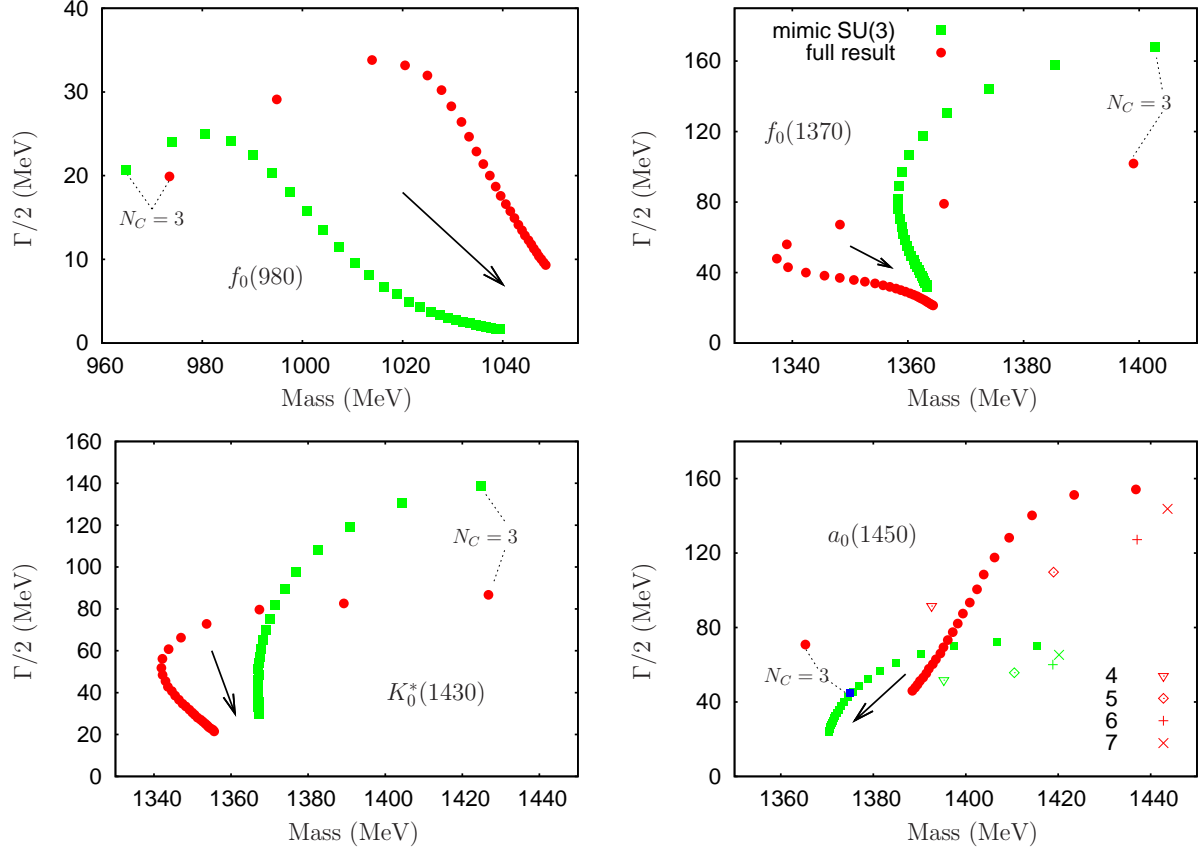 40
30
20
10
0
Γ/2 (MeV)
N_C = 3
f_0(980)
960 980 1000 1020 1040
Mass (MeV)
160
120
80
40
0
Γ/2 (MeV)
mimic SU(3)
full result
f_0(1370)
N_C = 3
1340 1360 1380 1400
Mass (MeV)
160
140
120
100
80
60
40
20
0
Γ/2 (MeV)
N_C = 3
K_0^*(1430)
1340 1360 1380 1400 1420 1440
Mass (MeV)
160
120
80
40
0
Γ/2 (MeV)
a_0(1450)
N_C = 3
4
5
6
7
1360 1380 1400 1420 1440
Mass (MeV)